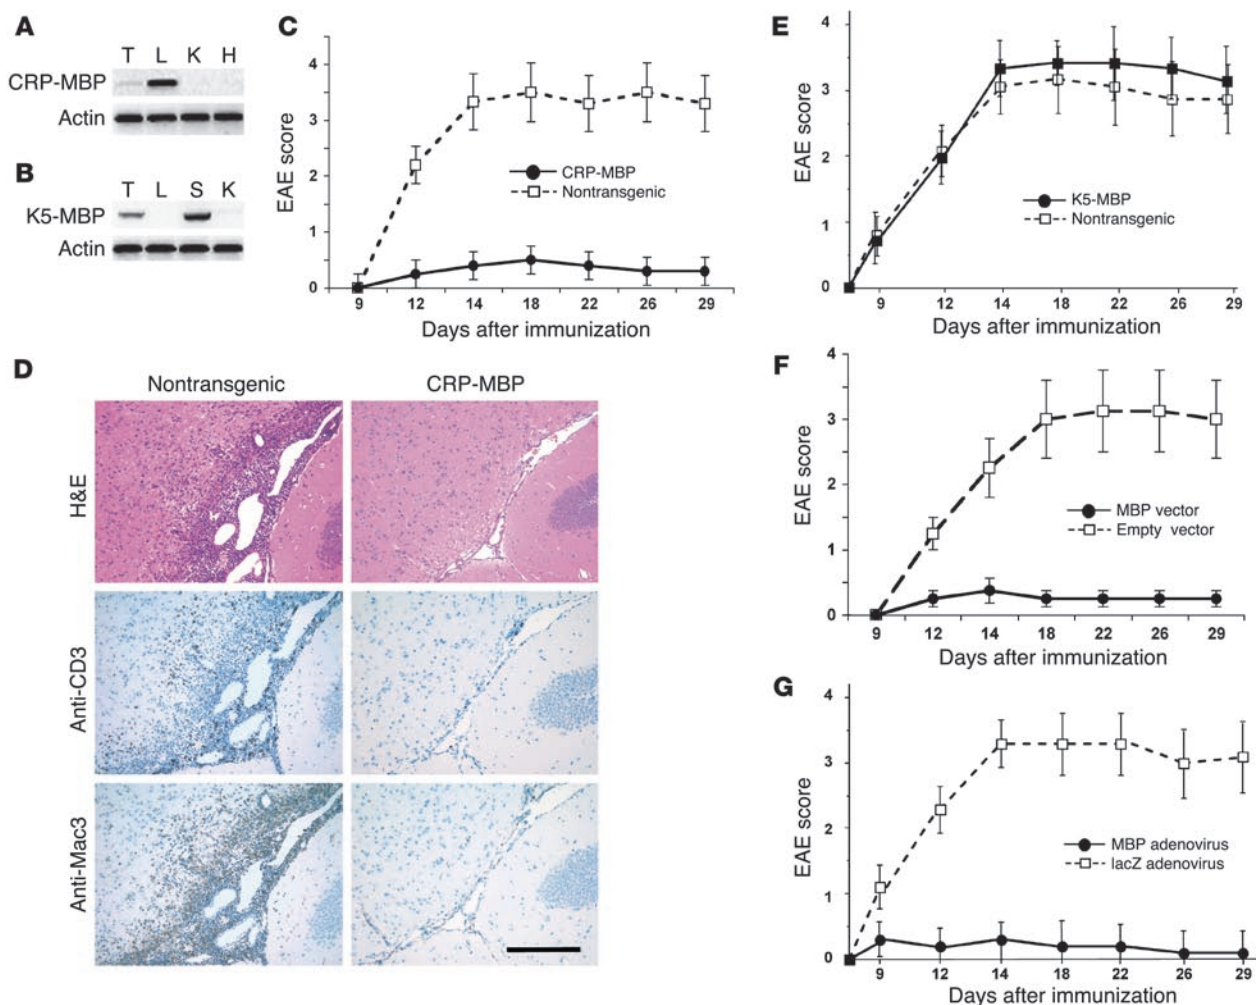 A
T L K H
CRP-MBP
Actin
B
T L S K
K5-MBP
Actin
C
EAE score
4
3
2
1
0
CRP-MBP
Nontransgenic
9 12 14 18 22 26 29
Days after immunization
D
Nontransgenic CRP-MBP
H&E
Anti-CD3
Anti-Mac3
E
EAE score
4
3
2
1
0
K5-MBP
Nontransgenic
9 12 14 18 22 26 29
Days after immunization
F
EAE score
4
3
2
1
0
MBP vector
Empty vector
9 12 14 18 22 26 29
Days after immunization
G
EAE score
4
3
2
1
0
MBP adenovirus
lacZ adenovirus
9 12 14 18 22 26 29
Days after immunization